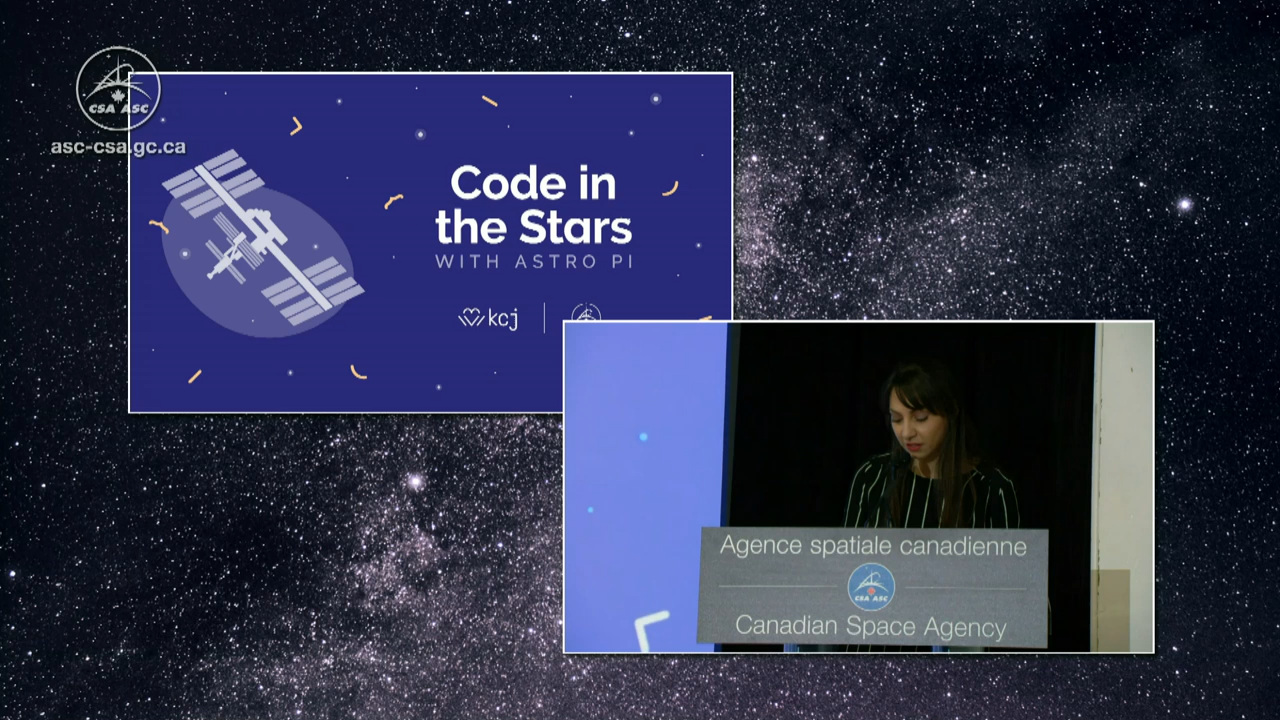 CSA ASC
asc-csa.gc.ca
Code in
the Stars
WITH ASTRO PI
kcj
Agence spatiale canadienne
CSA ASC
Canadian Space Agency